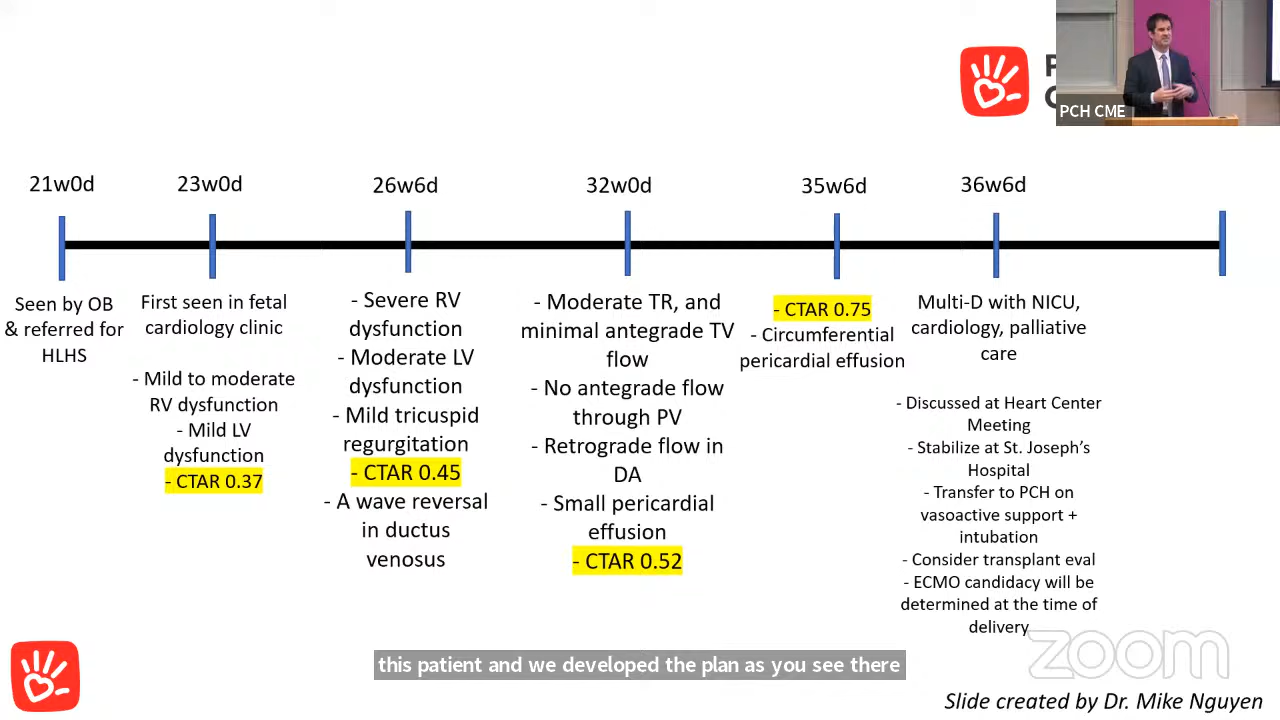 PCH CME
21w0d
23w0d
26w6d
32w0d
35w6d
36w6d
Seen by OB
& referred for
HLHS
First seen in fetal
cardiology clinic
- Mild to moderate
RV dysfunction
- Mild LV
dysfunction
- CTAR 0.37
- Severe RV
dysfunction
- Moderate LV
dysfunction
- Mild tricuspid
regurgitation
- CTAR 0.45
- A wave reversal
in ductus
venosus
- Moderate TR, and
minimal antegrade TV
flow
- No antegrade flow
through PV
- Retrograde flow in
DA
- Small pericardial
effusion
- CTAR 0.52
- CTAR 0.75
- Circumferential
pericardial effusion
Multi-D with NICU,
cardiology, palliative
care
- Discussed at Heart Center
Meeting
- Stabilize at St. Joseph’s
Hospital
- Transfer to PCH on
vasoactive support +
intubation
- Consider transplant eval
- ECMO candidacy will be
determined at the time of
delivery
this patient and we developed the plan as you see there
zoom
Slide created by Dr. Mike Nguyen